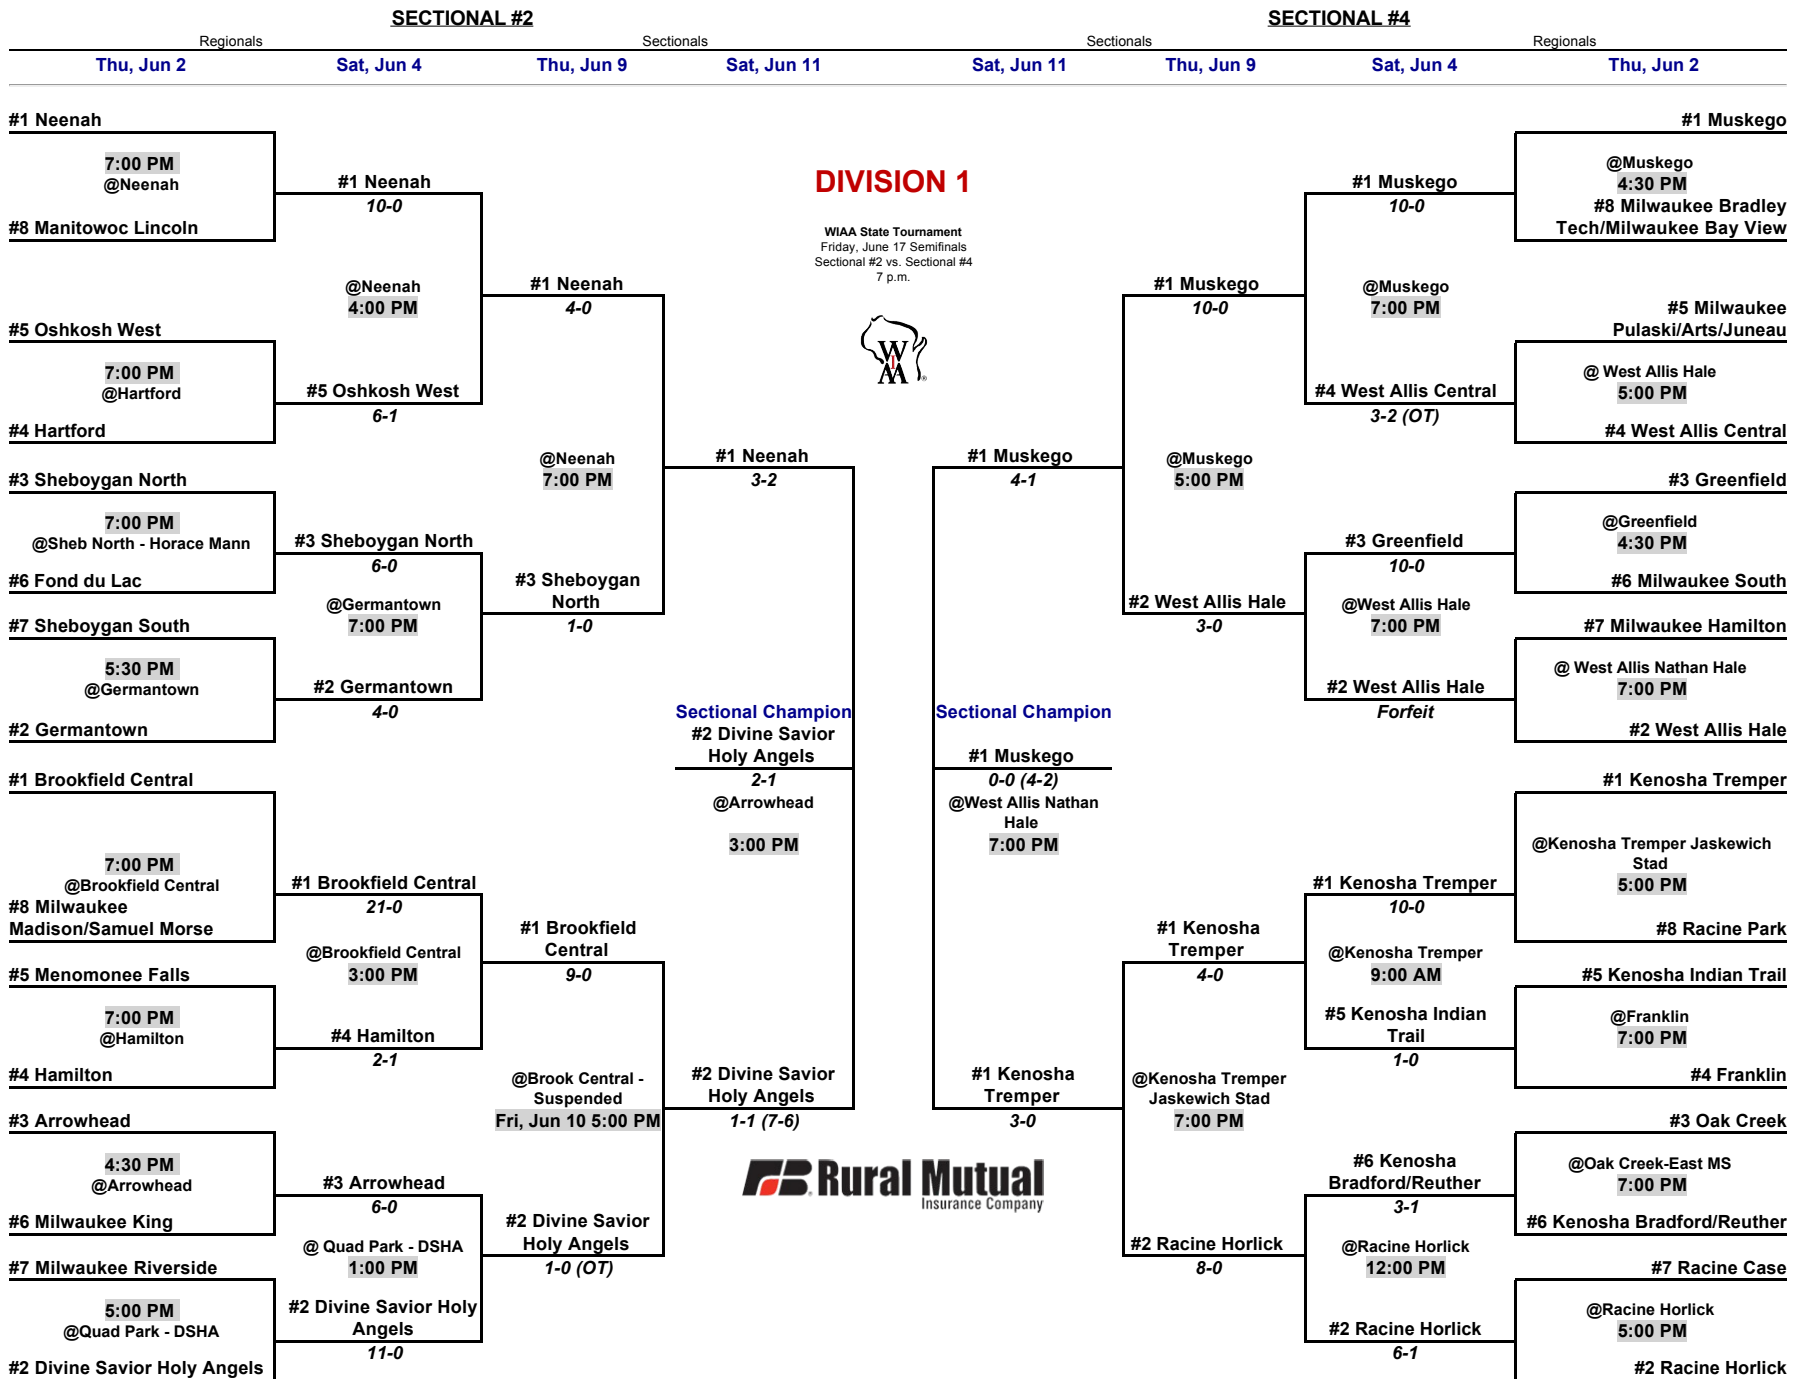 SECTIONAL #2
SECTIONAL #4
Regionals
Sectionals
Sectionals
Regionals
Thu, Jun 2
Sat, Jun 4
Thu, Jun 9
Sat, Jun 11
Sat, Jun 11
Thu, Jun 9
Sat, Jun 4
Thu, Jun 2
#1 Neenah
7:00 PM
@Neenah
#8 Manitowoc Lincoln
#5 Oshkosh West
7:00 PM
@Hartford
#4 Hartford
#3 Sheboygan North
7:00 PM
@Sheb North - Horace Mann
#6 Fond du Lac
#7 Sheboygan South
5:30 PM
@Germantown
#2 Germantown
#1 Brookfield Central
7:00 PM
@Brookfield Central
#8 Milwaukee
Madison/Samuel Morse
#5 Menomonee Falls
7:00 PM
@Hamilton
#4 Hamilton
#3 Arrowhead
4:30 PM
@Arrowhead
#6 Milwaukee King
#7 Milwaukee Riverside
5:00 PM
@Quad Park - DSHA
#2 Divine Savior Holy Angels
#1 Neenah
10-0
@Neenah
4:00 PM
#5 Oshkosh West
6-1
#3 Sheboygan North
6-0
@Germantown
7:00 PM
#2 Germantown
4-0
#1 Brookfield Central
21-0
@Brookfield Central
3:00 PM
#4 Hamilton
2-1
#3 Arrowhead
6-0
@ Quad Park - DSHA
1:00 PM
#2 Divine Savior Holy
Angels
11-0
#1 Neenah
4-0
@Neenah
7:00 PM
#3 Sheboygan
North
1-0
#1 Brookfield
Central
9-0
@Brook Central -
Suspended
Fri, Jun 10 5:00 PM
#2 Divine Savior
Holy Angels
1-0 (OT)
#1 Neenah
3-2
Sectional Champion
#2 Divine Savior
Holy Angels
2-1
@Arrowhead
3:00 PM
#2 Divine Savior
Holy Angels
1-1 (7-6)
DIVISION 1
WIAA State Tournament
Friday, June 17 Semifinals
Sectional #2 vs. Sectional #4
7 p.m.
W
I
AA
®
Rural Mutual
Insurance Company
#1 Muskego
4-1
Sectional Champion
#1 Muskego
0-0 (4-2)
@West Allis Nathan
Hale
7:00 PM
#1 Kenosha
Tremper
3-0
#1 Muskego
10-0
@Muskego
5:00 PM
#2 West Allis Hale
3-0
#1 Kenosha
Tremper
4-0
@Kenosha Tremper
Jaskewich Stad
7:00 PM
#2 Racine Horlick
8-0
#1 Muskego
10-0
@Muskego
7:00 PM
#4 West Allis Central
3-2 (OT)
#3 Greenfield
10-0
@West Allis Hale
7:00 PM
#2 West Allis Hale
Forfeit
#1 Kenosha Tremper
10-0
@Kenosha Tremper
9:00 AM
#5 Kenosha Indian
Trail
1-0
#6 Kenosha
Bradford/Reuther
3-1
@Racine Horlick
12:00 PM
#2 Racine Horlick
6-1
#1 Muskego
@Muskego
4:30 PM
#8 Milwaukee Bradley
Tech/Milwaukee Bay View
#5 Milwaukee
Pulaski/Arts/Juneau
@ West Allis Hale
5:00 PM
#4 West Allis Central
#3 Greenfield
@Greenfield
4:30 PM
#6 Milwaukee South
#7 Milwaukee Hamilton
@ West Allis Nathan Hale
7:00 PM
#2 West Allis Hale
#1 Kenosha Tremper
@Kenosha Tremper Jaskewich
Stad
5:00 PM
#8 Racine Park
#5 Kenosha Indian Trail
@Franklin
7:00 PM
#4 Franklin
#3 Oak Creek
@Oak Creek-East MS
7:00 PM
#6 Kenosha Bradford/Reuther
#7 Racine Case
@Racine Horlick
5:00 PM
#2 Racine Horlick